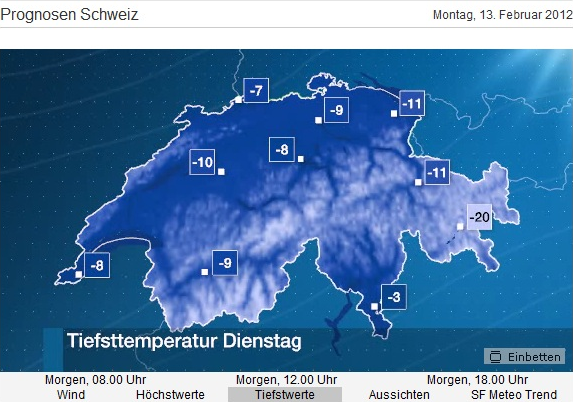 Prognosen Schweiz
Montag, 13. Februar 2012
-7
-9
-11
-8
-10
-11
-20
-8
-9
-3
Tiefsttemperatur Dienstag
Einbetten
Morgen, 08.00 Uhr
Morgen, 12.00 Uhr
Morgen, 18.00 Uhr
Wind
Höchstwerte
Tiefstwerte
Aussichten
SF Meteo Trend